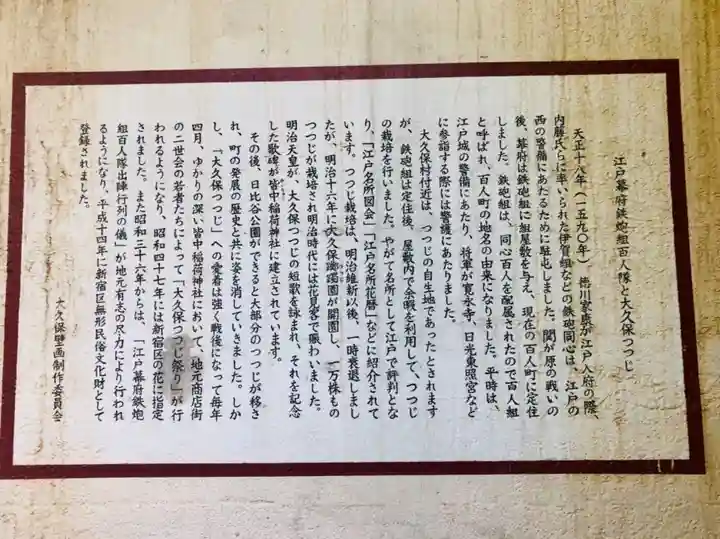 江戸幕府鉄炮組百人隊と大久保つつじ
天正十八年（一五九〇年）、徳川家康が江戸入府の際、
内藤氏らに率いられた伊賀組などの鉄砲同心は、江戸の
西の警備にあたるために駐屯しました。関が原の戦いの
後、幕府は鉄砲組に組屋敷を与え、現在の百人町に定住
しました。鉄砲組は、同心百人を配属されたので百人組
と呼ばれ、百人町の地名の由来になりました。平時は、
江戸城の警備にあたり、将軍が寛永寺、日光東照宮など
に参詣する際には警護にあたりました。
大久保村付近は、つつじの自生地であったとされます
が、鉄砲組は定住後、屋敷内で余暇を利用して、つつじ
の栽培を行いました。やがて名所として江戸で評判とな
り、「江戸名所図会」「江戸名所花暦」などに紹介されて
います。つつじ栽培は、明治維新以後、一時衰退しまし
たが、明治十六年に大久保躑躅園が開園し、一万株もの
つつじが栽培され明治時代には花見客で賑わいました。
明治天皇が、大久保つつじの短歌を詠まれ、それを記念
した歌碑が皆中稲荷神社に建立されています。
その後、日比谷公園ができると大部分のつつじが移さ
れ、町の発展の歴史と共に姿を消していきました。しか
し、「大久保つつじ」への愛着は強く戦後になって毎年
四月、ゆかりの深い皆中稲荷神社において、地元商店街
の二世会の若者たちによって「大久保つつじ祭り」が行
われるようになり、昭和四十七年には新宿区の花に指定
されました。また昭和三十六年からは、「江戸幕府鉄炮
組百人隊出陣行列の儀」が地元有志の尽力により行われ
るようになり、平成十四年に新宿区無形民俗文化財として
登録されました。
大久保壁画制作委員会